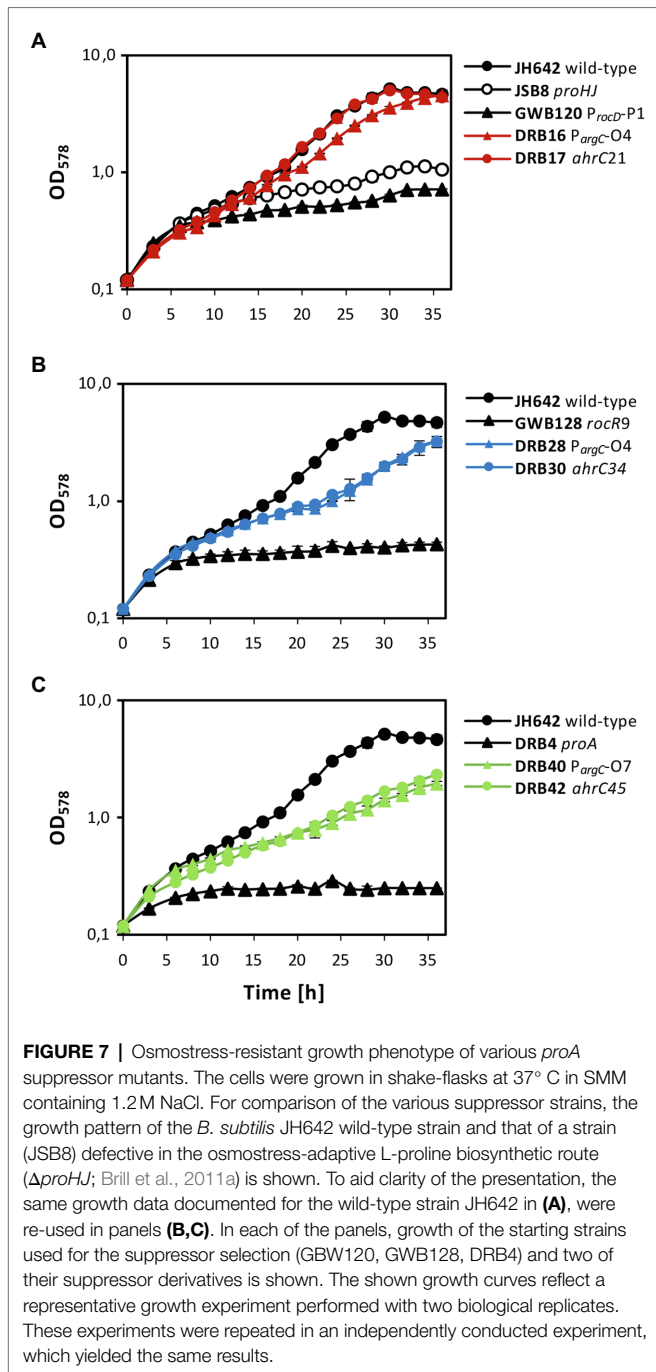 A
OD578
10,0
1,0
0,1
0 5 10 15 20 25 30 35
JH642 wild-type
JSB8 proHJ
GWB120 ProcD-P1
DRB16 PargC-O4
DRB17 ahrC21
B
OD578
10,0
1,0
0,1
0 5 10 15 20 25 30 35
JH642 wild-type
GWB128 rocR9
DRB28 PargC-O4
DRB30 ahrC34
C
OD578
10,0
1,0
0,1
0 5 10 15 20 25 30 35
Time [h]
JH642 wild-type
DRB4 proA
DRB40 PargC-O7
DRB42 ahrC45
FIGURE 7 | Osmostress-resistant growth phenotype of various proA
suppressor mutants. The cells were grown in shake-flasks at 37° C in SMM
containing 1.2 M NaCl. For comparison of the various suppressor strains, the
growth pattern of the B. subtilis JH642 wild-type strain and that of a strain
(JSB8) defective in the osmostress-adaptive L-proline biosynthetic route
(ΔproHJ; Brill et al., 2011a) is shown. To aid clarity of the presentation, the
same growth data documented for the wild-type strain JH642 in (A), were
re-used in panels (B,C). In each of the panels, growth of the starting strains
used for the suppressor selection (GBW120, GWB128, DRB4) and two of
their suppressor derivatives is shown. The shown growth curves reflect a
representative growth experiment performed with two biological replicates.
These experiments were repeated in an independently conducted experiment,
which yielded the same results.